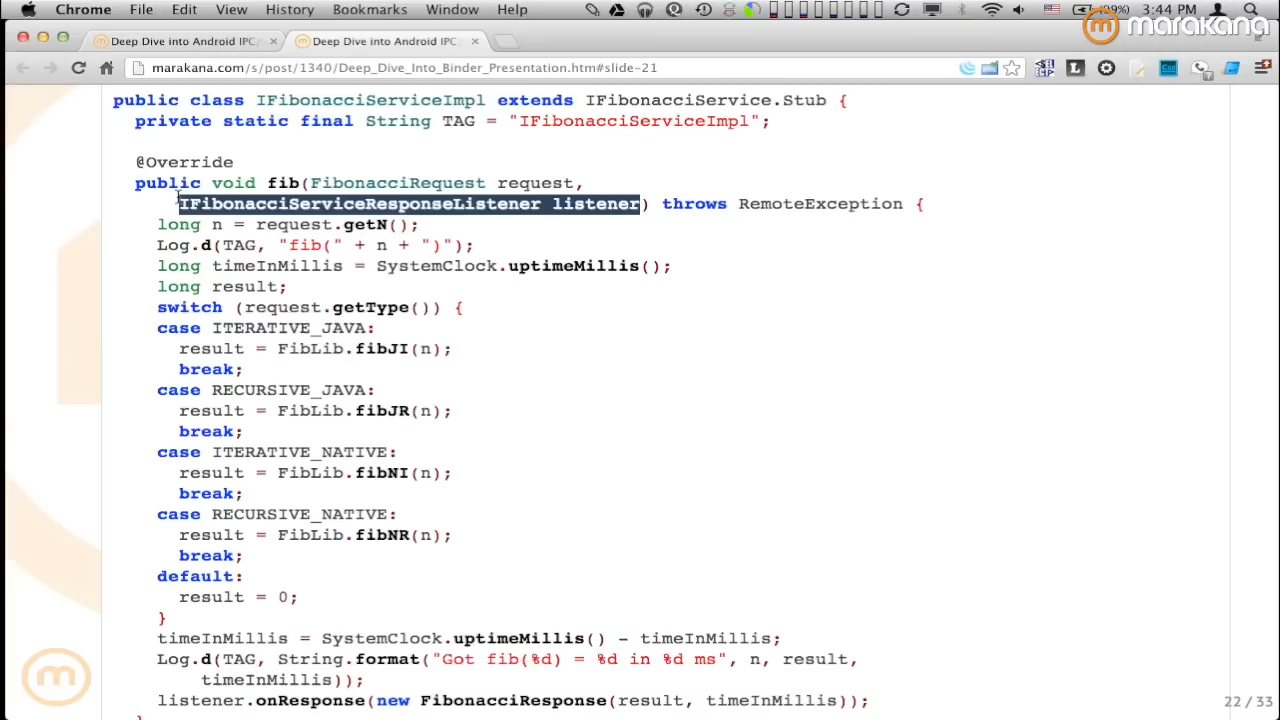 Chrome File Edit View History Bookmarks Window Help 3:44 PM
marakana
Deep Dive into Android IPC/ Deep Dive into Android IPC/
marakana.com/s/post/1340/Deep_Dive_Into_Binder_Presentation.htm#slide-21
public class IFibonacciServiceImpl extends IFibonacciService.Stub {
private static final String TAG = "IFibonacciServiceImpl";
@Override
public void fib(FibonacciRequest request,
IFibonacciServiceResponseListener listener) throws RemoteException {
long n = request.getN();
Log.d(TAG, "fib(" + n + ")");
long timeInMillis = SystemClock.uptimeMillis();
long result;
switch (request.getType()) {
case ITERATIVE_JAVA:
result = FibLib.fibJI(n);
break;
case RECURSIVE_JAVA:
result = FibLib.fibJR(n);
break;
case ITERATIVE_NATIVE:
result = FibLib.fibNI(n);
break;
case RECURSIVE_NATIVE:
result = FibLib.fibNR(n);
break;
default:
result = 0;
}
timeInMillis = SystemClock.uptimeMillis() - timeInMillis;
Log.d(TAG, String.format("Got fib(%d) = %d in %d ms", n, result,
timeInMillis));
listener.onResponse(new FibonacciResponse(result, timeInMillis));
22 / 33